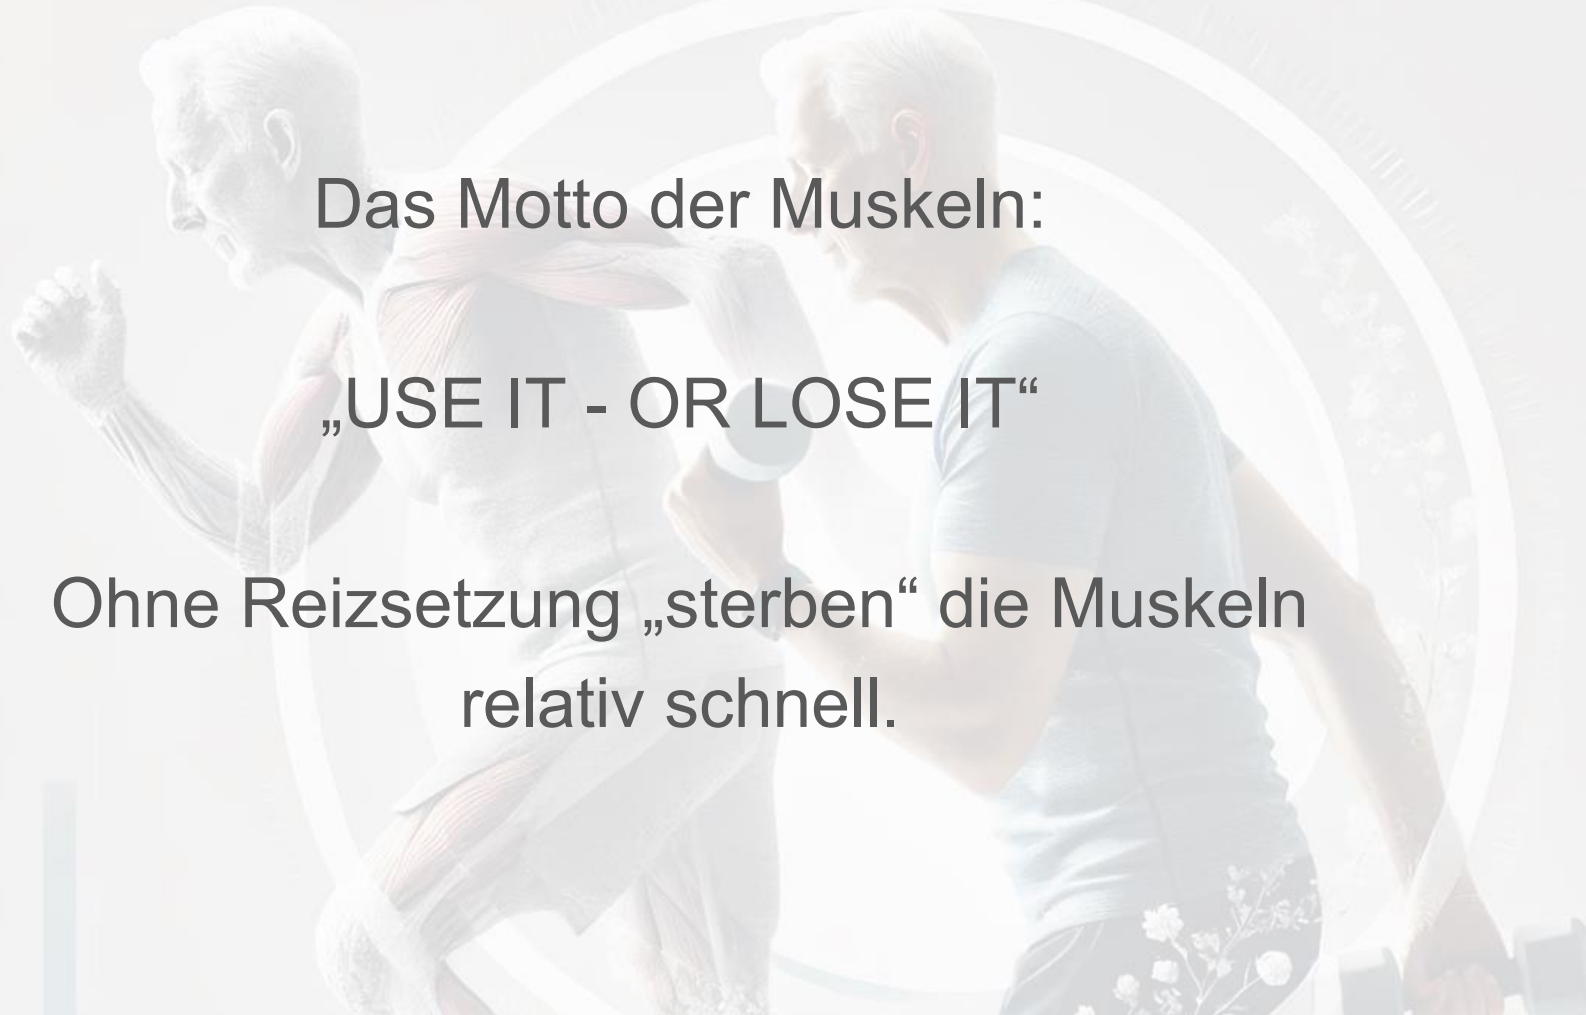 Das Motto der Muskeln:
„USE IT - OR LOSE IT“
Ohne Reizsetzung „sterben“ die Muskeln
relativ schnell.